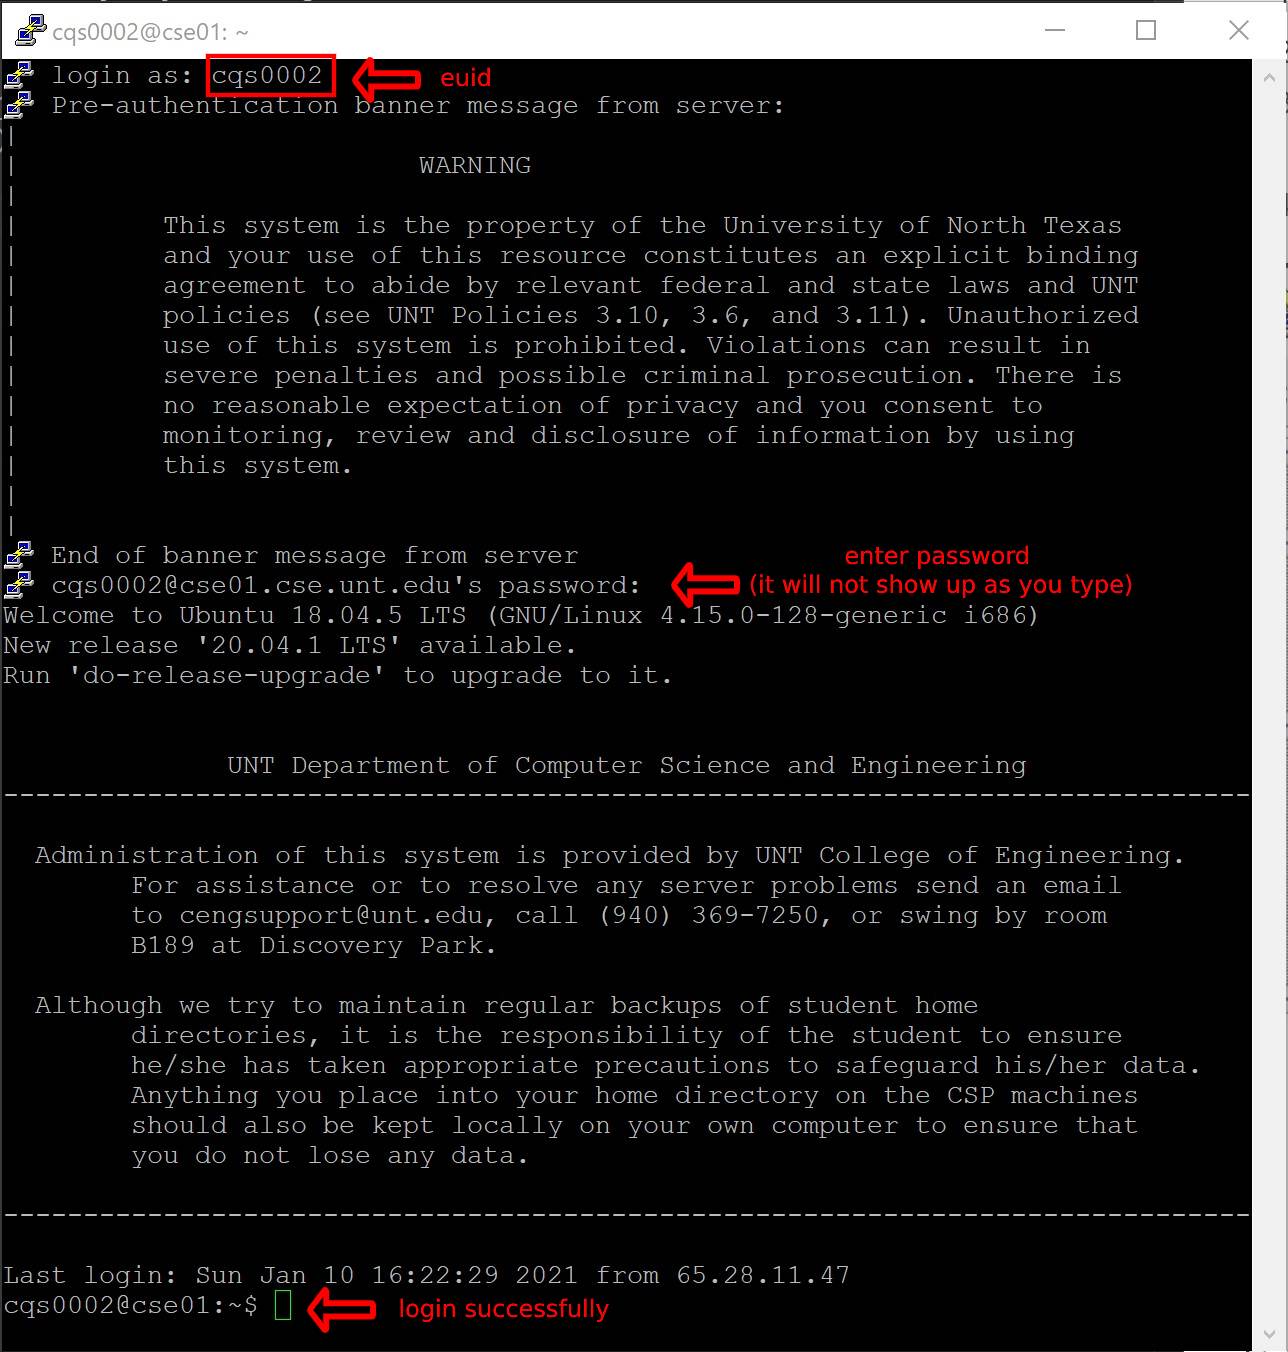 cqs0002@cse01: ~
login as: cqs0002 euid
Pre-authentication banner message from server:
|
| WARNING
|
| This system is the property of the University of North Texas
| and your use of this resource constitutes an explicit binding
| agreement to abide by relevant federal and state laws and UNT
| policies (see UNT Policies 3.10, 3.6, and 3.11). Unauthorized
| use of this system is prohibited. Violations can result in
| severe penalties and possible criminal prosecution. There is
| no reasonable expectation of privacy and you consent to
| monitoring, review and disclosure of information by using
| this system.
|
|
End of banner message from server enter password
cqs0002@cse01.cse.unt.edu's password: (it will not show up as you type)
Welcome to Ubuntu 18.04.5 LTS (GNU/Linux 4.15.0-128-generic i686)
New release '20.04.1 LTS' available.
Run 'do-release-upgrade' to upgrade to it.
UNT Department of Computer Science and Engineering
------------------------------------------------------------------------------
Administration of this system is provided by UNT College of Engineering.
For assistance or to resolve any server problems send an email
to cengsupport@unt.edu, call (940) 369-7250, or swing by room
B189 at Discovery Park.
Although we try to maintain regular backups of student home
directories, it is the responsibility of the student to ensure
he/she has taken appropriate precautions to safeguard his/her data.
Anything you place into your home directory on the CSP machines
should also be kept locally on your own computer to ensure that
you do not lose any data.
------------------------------------------------------------------------------
Last login: Sun Jan 10 16:22:29 2021 from 65.28.11.47
cqs0002@cse01:~$ login successfully